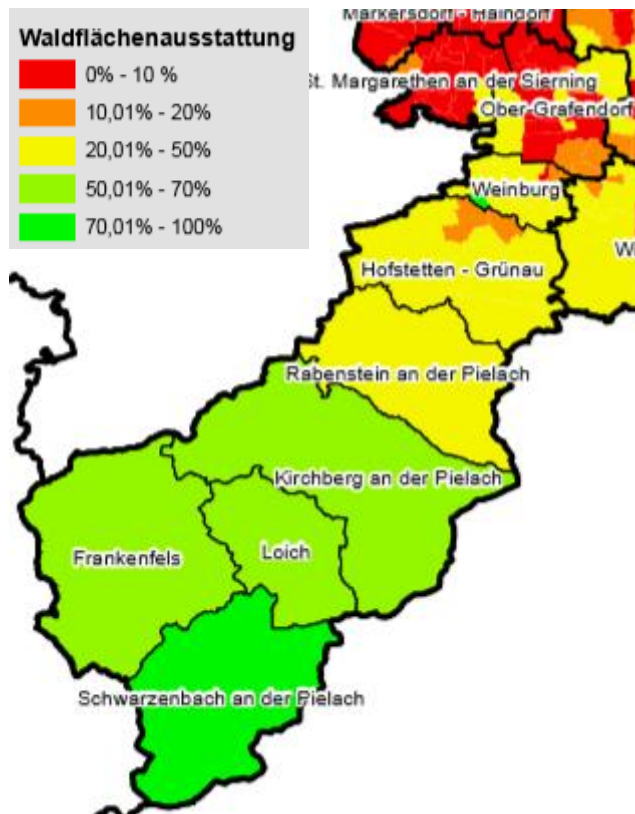 Waldflächenausstattung
0% - 10 %
10,01% - 20%
20,01% - 50%
50,01% - 70%
70,01% - 100%
Markersdorf - Haindorf
St. Margarethen an der Sierning
Ober-Grafendorf
Weinburg
Hofstetten - Grünau
Rabenstein an der Pielach
Kirchberg an der Pielach
Loich
Frankenfels
Schwarzenbach an der Pielach